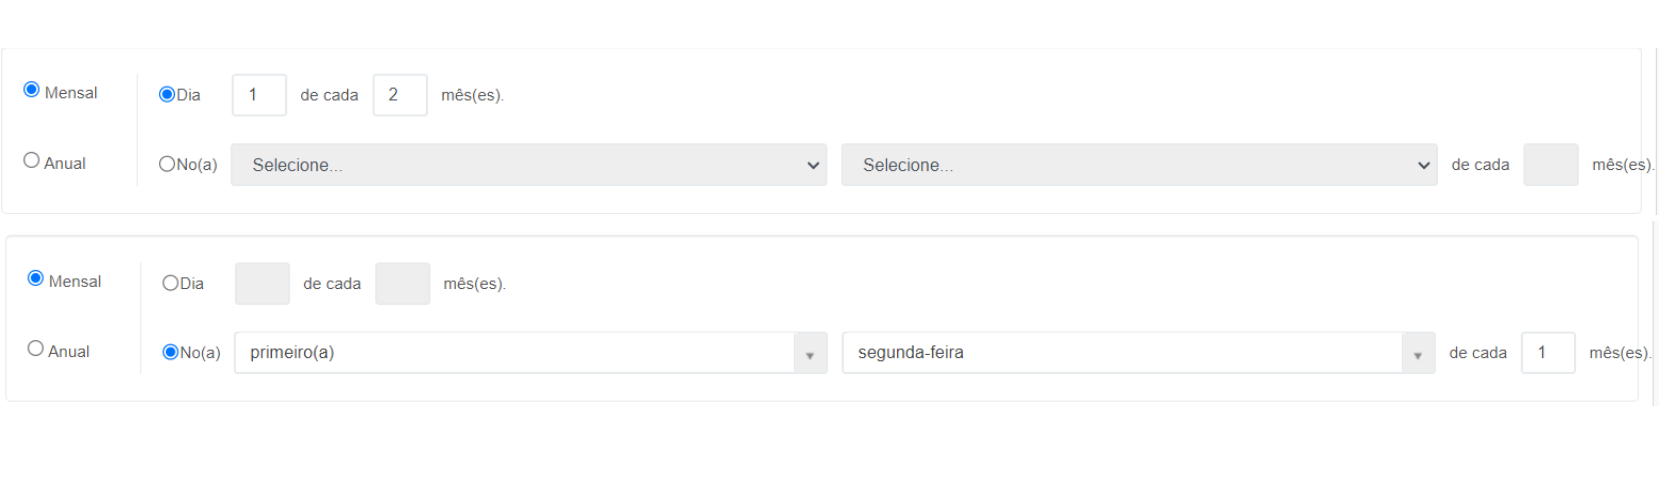 Mensal Dia 1 de cada 2 mês(es).
Anual No(a) Selecione... Selecione... de cada mês(es).
Mensal Dia de cada mês(es).
Anual No(a) primeiro(a) segunda-feira de cada 1 mês(es).